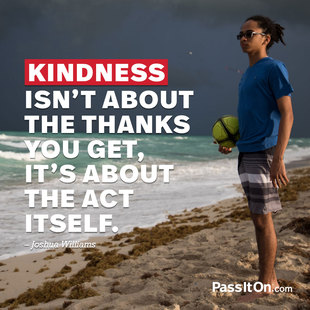 KINDNESS
ISN'T ABOUT
THE THANKS
YOU GET,
IT'S ABOUT
THE ACT
ITSELF.
– Joshua Williams
PassItOn.com